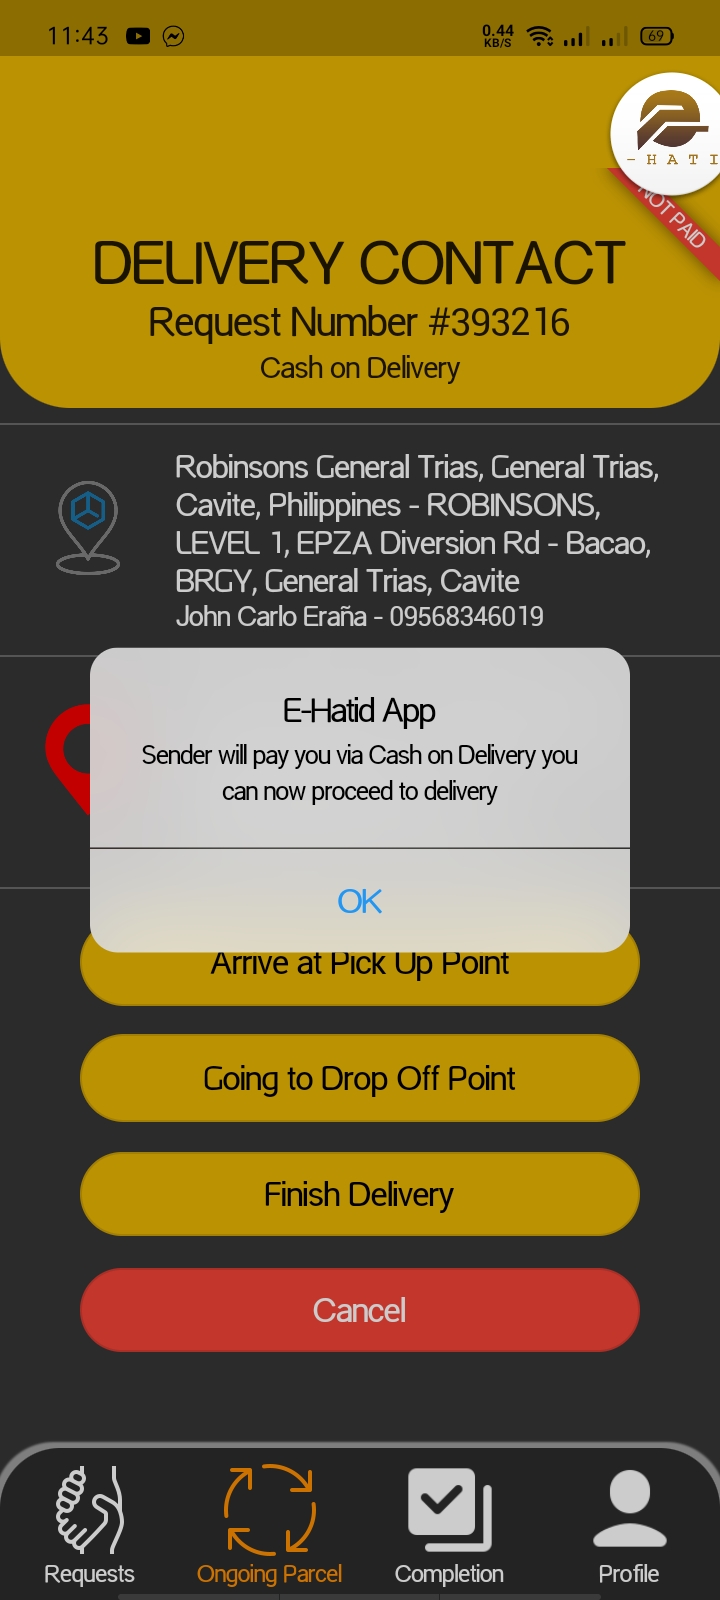 11:43
0.44
KB/S
69
- HATI
NOT PAID
DELIVERY CONTACT
Request Number #393216
Cash on Delivery
Robinsons General Trias, General Trias,
Cavite, Philippines - ROBINSONS,
LEVEL 1, EPZA Diversion Rd - Bacao,
BRGY, General Trias, Cavite
John Carlo Eraña - 09568346019
E-Hatid App
Sender will pay you via Cash on Delivery you
can now proceed to delivery
OK
Arrive at Pick Up Point
Going to Drop Off Point
Finish Delivery
Cancel
Requests
Ongoing Parcel
Completion
Profile